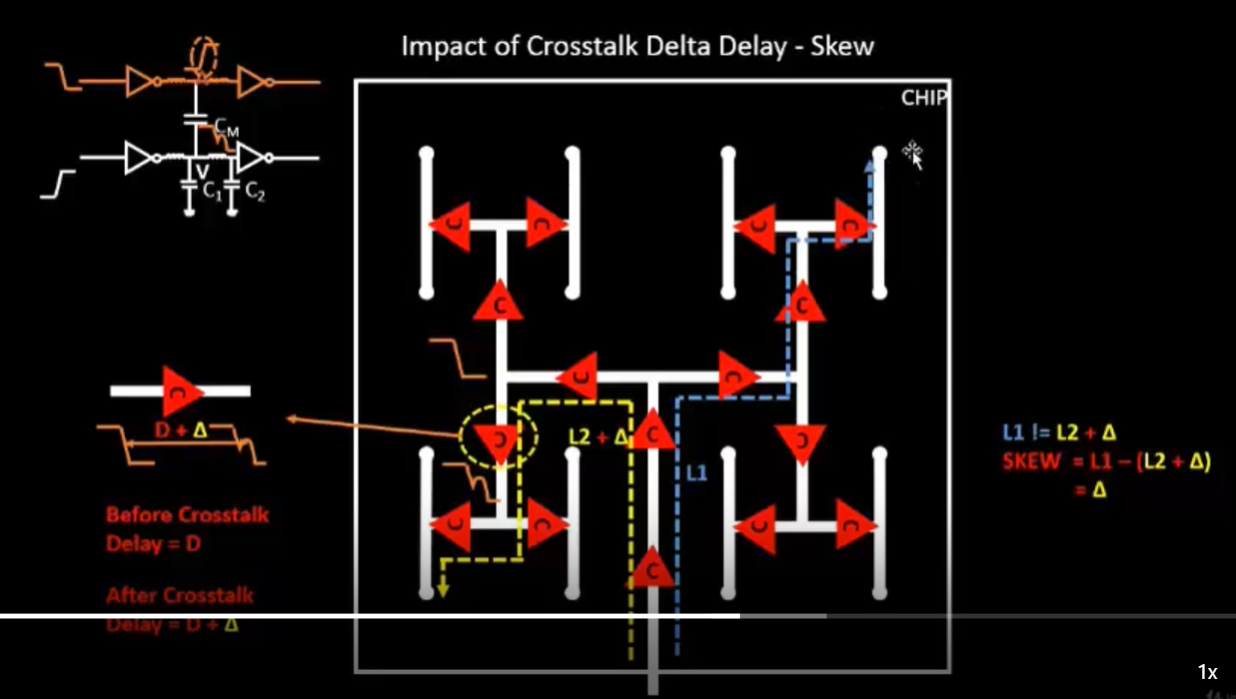 Impact of Crosstalk Delta Delay - Skew
CHIP
CM
V
C1
C2
C
C
C
C
C
C
C
C
C
L2 + Δ
C
C
C
L1
D + Δ
L1 != L2 + Δ
SKEW = L1 – (L2 + Δ)
= Δ
Before Crosstalk
Delay = D
C
C
C
C
C
After Crosstalk
Delay = D + Δ
1x